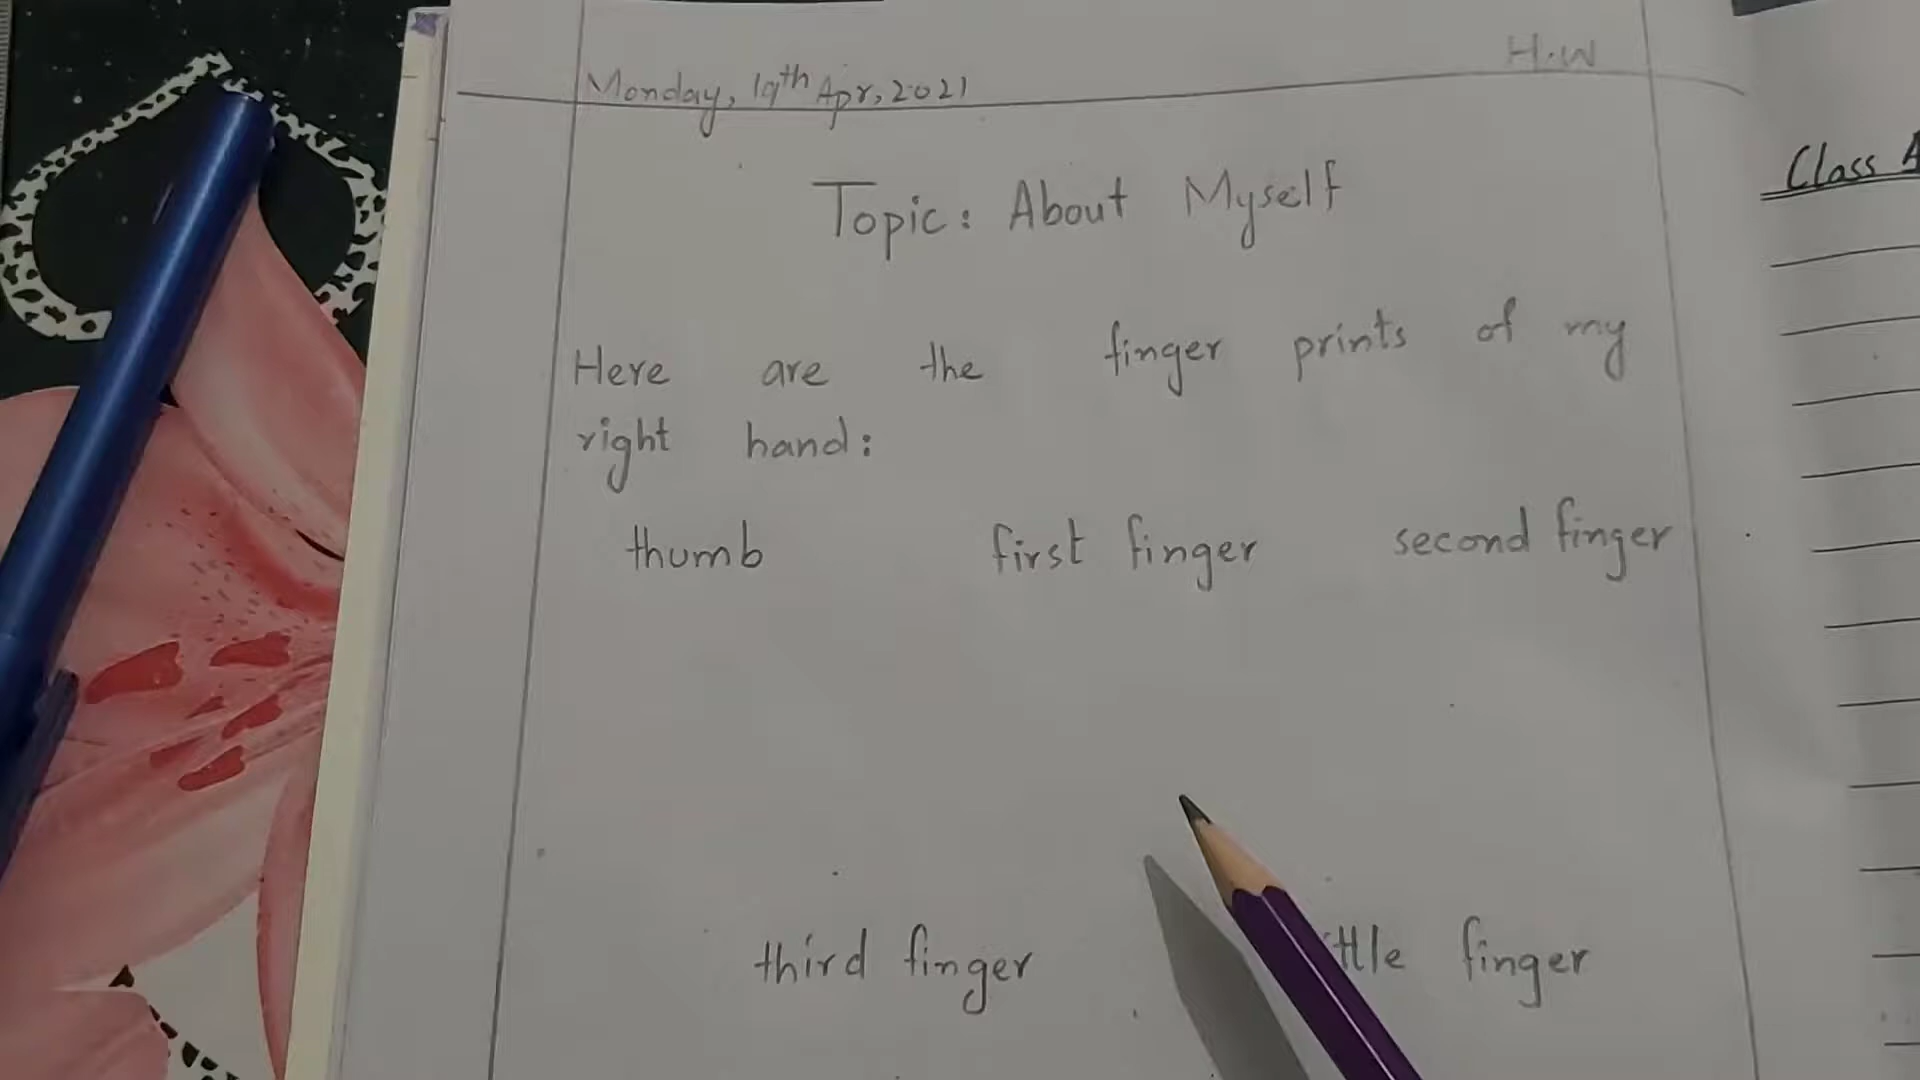 H.W
Monday, 19th Apr, 2021
Topic: About Myself
Here are the finger prints of my
right hand:
thumb first finger second finger
third finger finger
Class